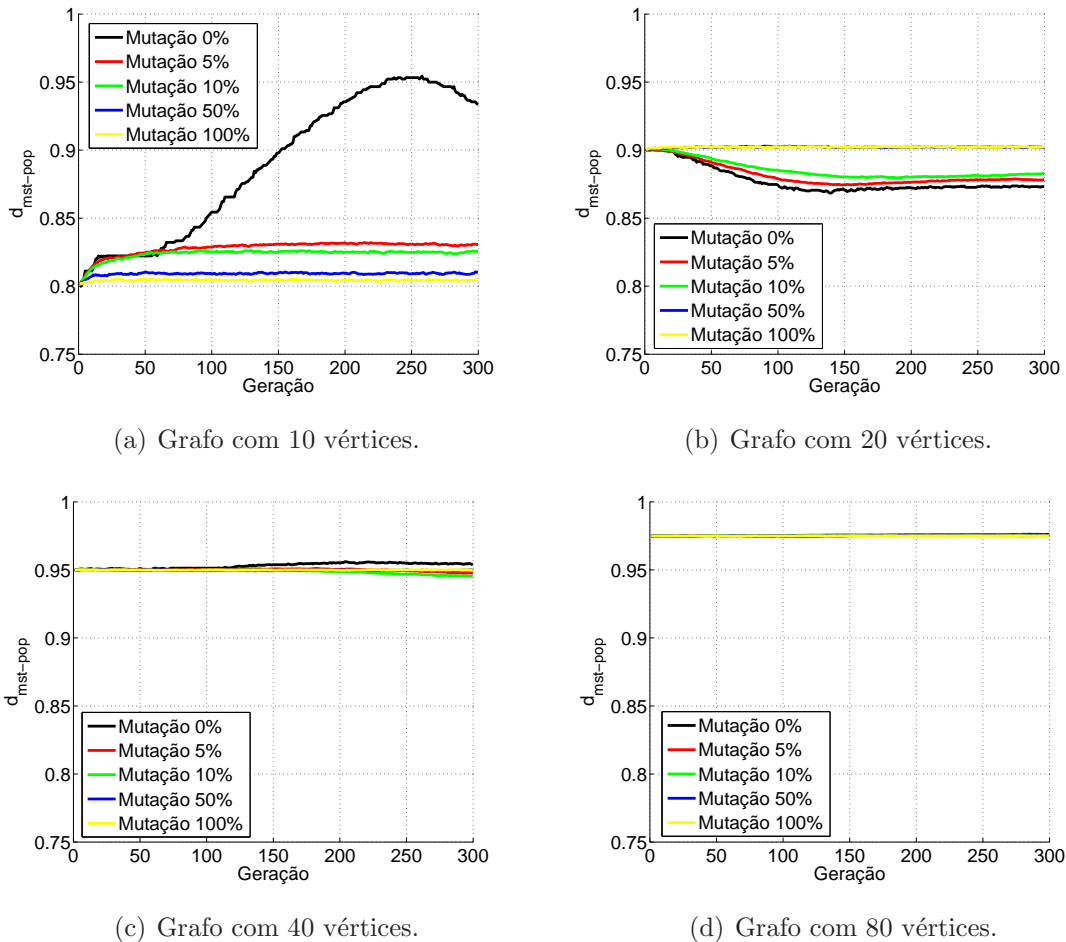 1
0.95
0.9
0.85
0.8
0.75
d_mst−pop
Mutação 0%
Mutação 5%
Mutação 10%
Mutação 50%
Mutação 100%
0 50 100 150 200 250 300
Geração
(a) Grafo com 10 vértices.
1
0.95
0.9
0.85
0.8
0.75
d_mst−pop
Mutação 0%
Mutação 5%
Mutação 10%
Mutação 50%
Mutação 100%
0 50 100 150 200 250 300
Geração
(b) Grafo com 20 vértices.
1
0.95
0.9
0.85
0.8
0.75
d_mst−pop
Mutação 0%
Mutação 5%
Mutação 10%
Mutação 50%
Mutação 100%
0 50 100 150 200 250 300
Geração
(c) Grafo com 40 vértices.
1
0.95
0.9
0.85
0.8
0.75
d_mst−pop
Mutação 0%
Mutação 5%
Mutação 10%
Mutação 50%
Mutação 100%
0 50 100 150 200 250 300
Geração
(d) Grafo com 80 vértices.